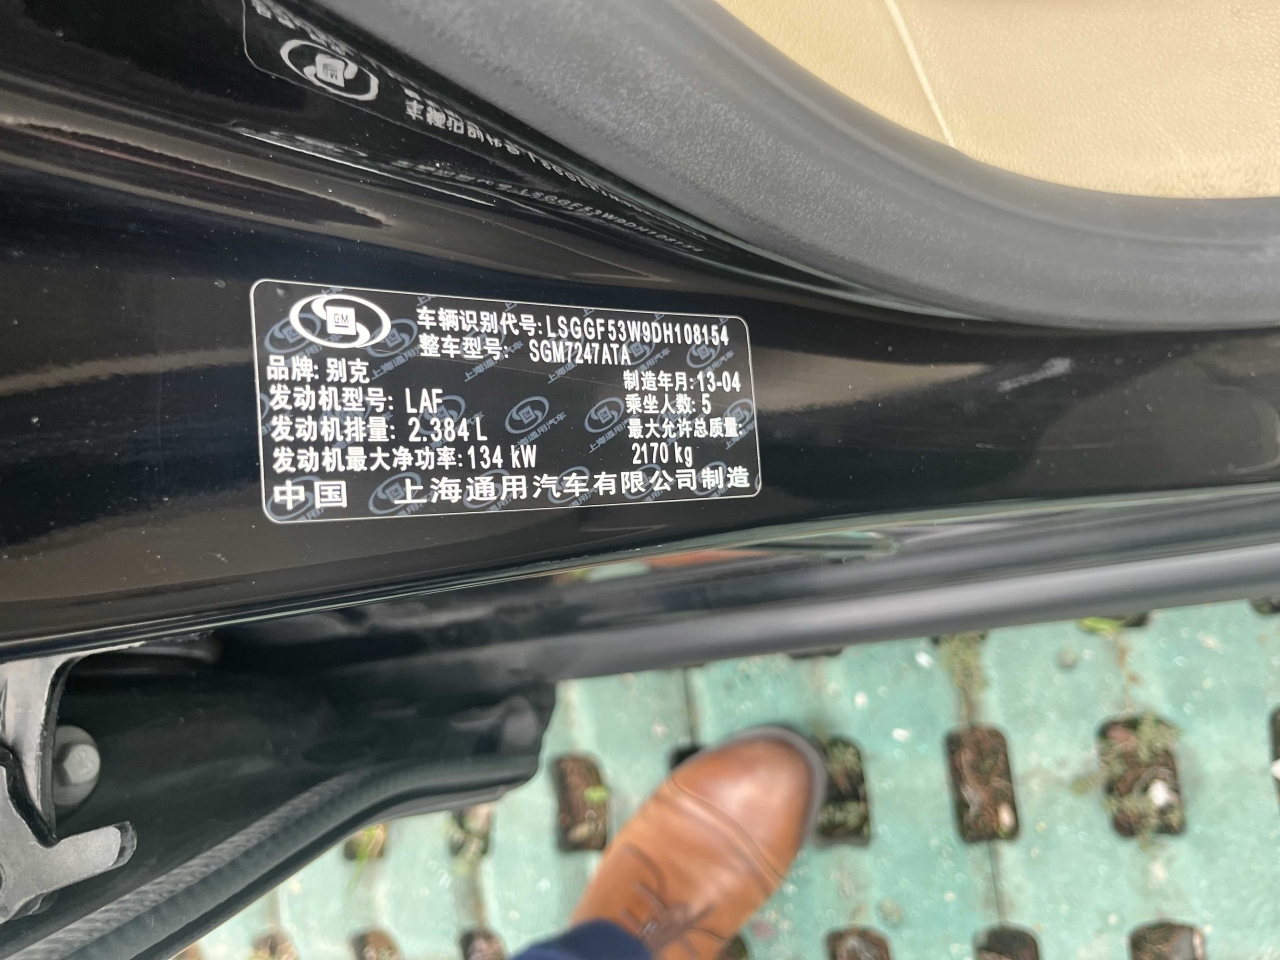 GM
车辆识别代号:LSGGF53W9DH108154
整车型号: SGM7247ATA
品牌: 别克
制造年月: 13-04
发动机型号: LAF
乘坐人数: 5
发动机排量: 2.384 L
最大允许总质量:
2170 kg
发动机最大净功率: 134 kW
中国 上海通用汽车有限公司制造